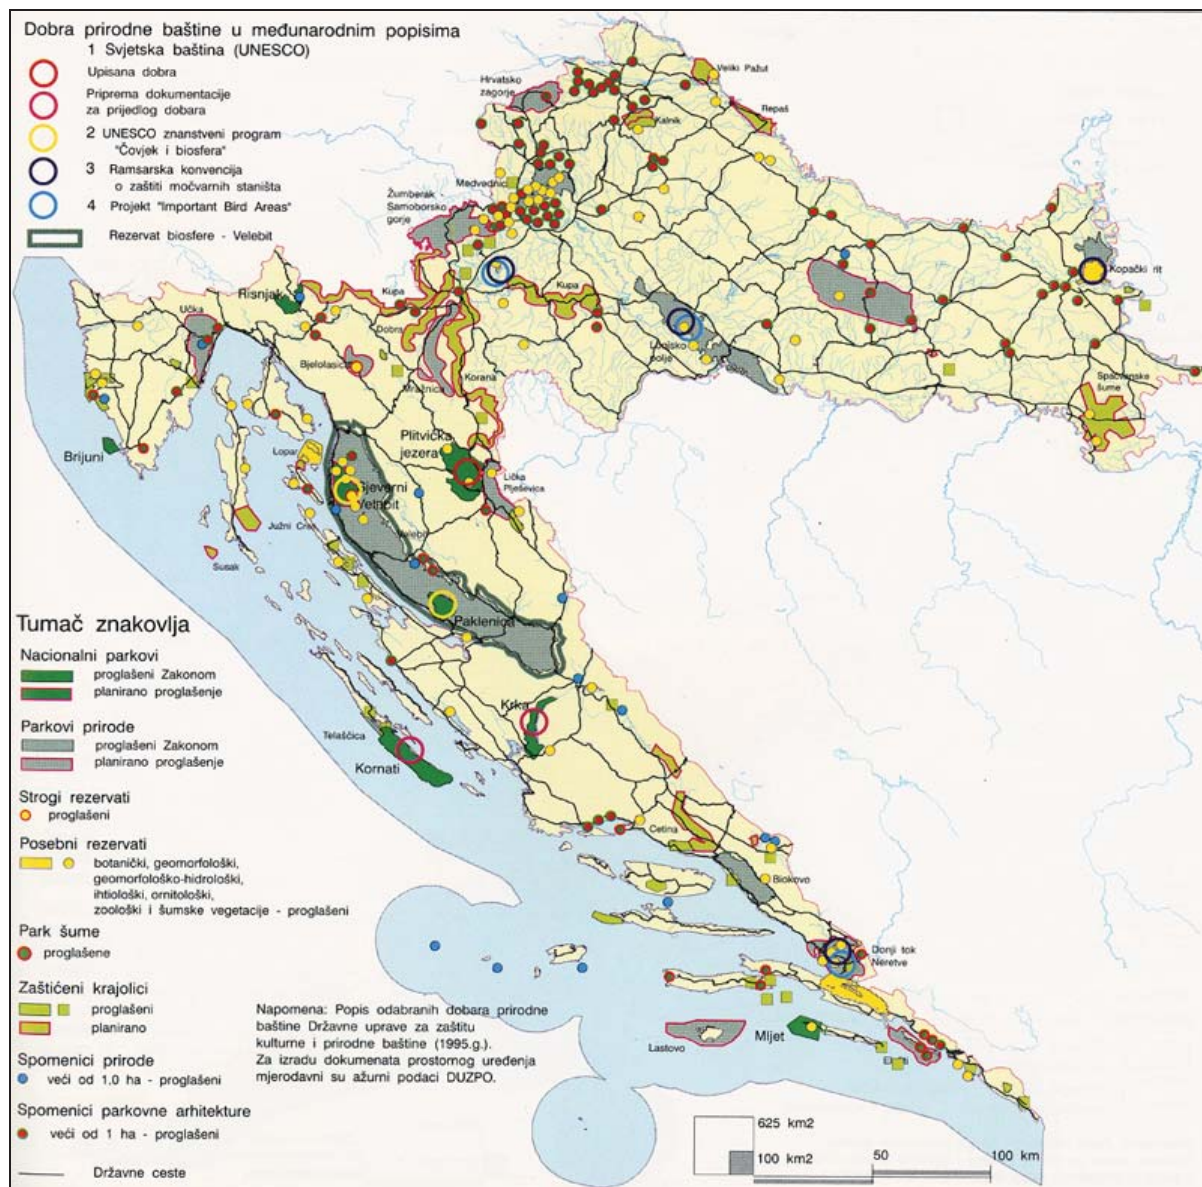 Dobra prirodne baštine u međunarodnim popisima
1 Svjetska baština (UNESCO)
Upisana dobra
Priprema dokumentacije
za prijedlog dobara
2 UNESCO znanstveni program
"Čovjek i biosfera"
3 Ramsarska konvencija
o zaštiti močvarnih staništa
4 Projekt "Important Bird Areas"
Rezervat biosfere - Velebit
Hrvatsko
zagorje
Veliki Pažut
Repaš
Kalnik
Medvednica
Žumberak -
Samoborsko
gorje
Kopački rit
Risnjak
Kupa
Kupa
Učka
Dobra
Lonjsko
polje
Bjelolasica
Mrežnica
Korana
Spačvanske
šume
Brijuni
Plitvička
jezera
Lopar
Sjeverni
Velebit
Lička
Plješevica
Južni Cres
Velebit
Susak
Paklenica
Tumač znakovlja
Nacionalni parkovi
proglašeni Zakonom
planirano proglašenje
Parkovi prirode
proglašeni Zakonom
planirano proglašenje
Strogi rezervati
proglašeni
Posebni rezervati
botanički, geomorfološki,
geomorfološko-hidrološki,
ihtiološki, ornitološki,
zoološki i šumske vegetacije - proglašeni
Park šume
proglašene
Zaštićeni krajolici
proglašeni
planirano
Spomenici prirode
veći od 1,0 ha - proglašeni
Spomenici parkovne arhitekture
veći od 1 ha - proglašeni
Državne ceste
Krka
Telašćica
Kornati
Cetina
Biokovo
Donji tok
Neretve
Napomena: Popis odabranih dobara prirodne
baštine Državne uprave za zaštitu
kulturne i prirodne baštine (1995.g.).
Za izradu dokumenata prostornog uređenja
mjerodavni su ažurni podaci DUZPO.
Lastovo
Mljet
Elafiti
625 km2
100 km2
50
100 km